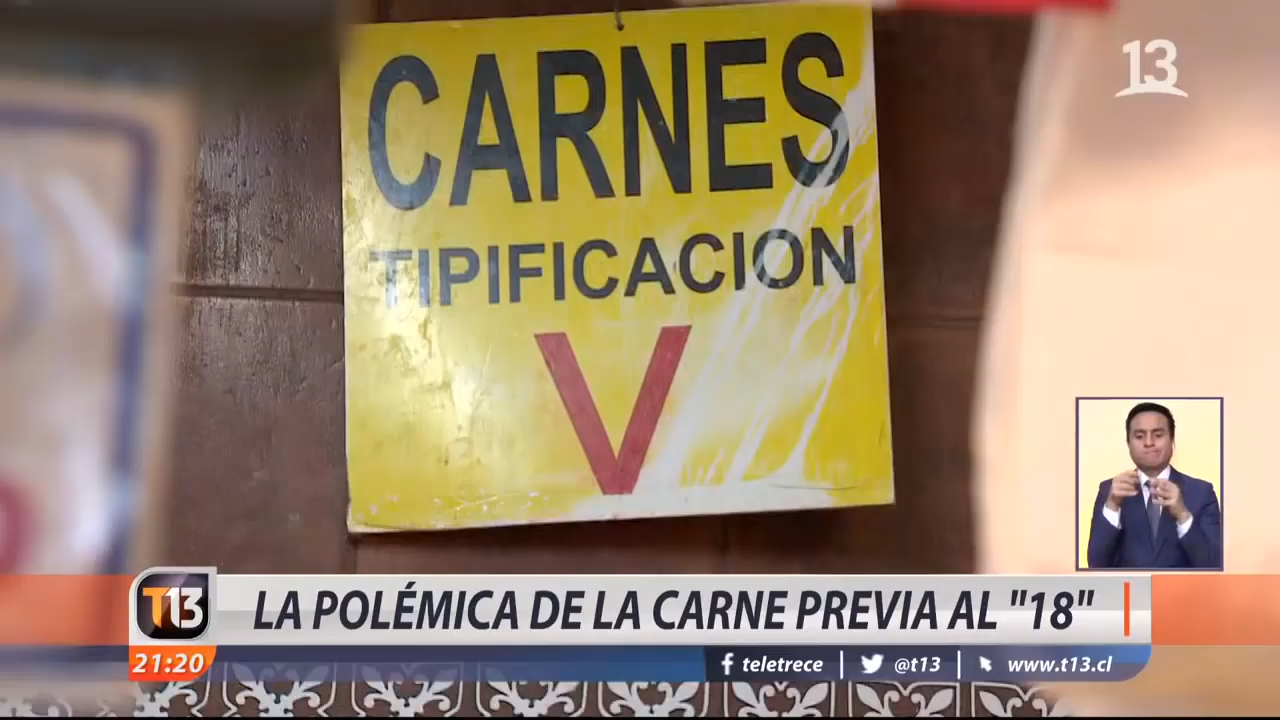 13
CARNES
TIPIFICACION
V
T13
LA POLÉMICA DE LA CARNE PREVIA AL "18"
21:20
teletrece
@t13
www.t13.cl